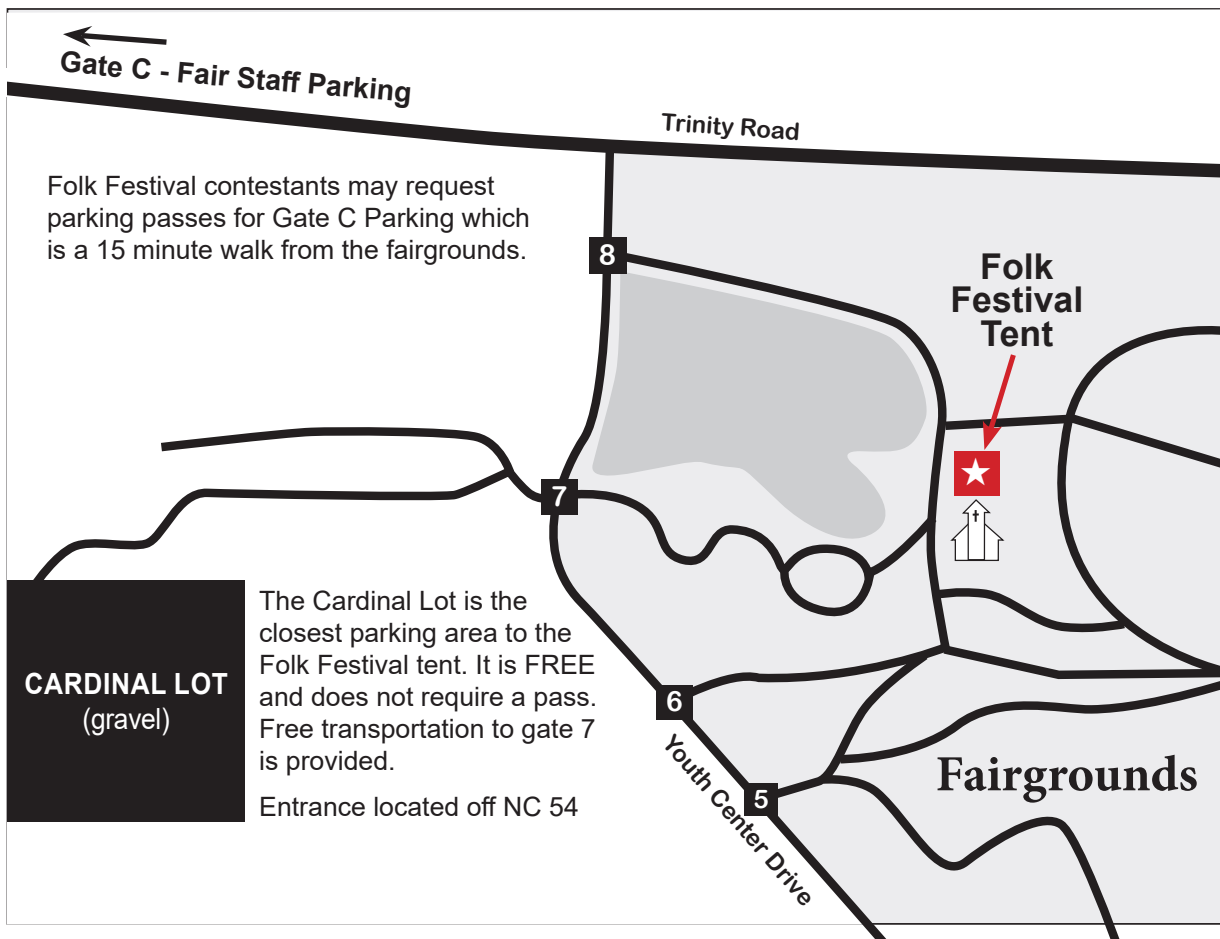 Gate C - Fair Staff Parking
Trinity Road
Folk Festival contestants may request
parking passes for Gate C Parking which
is a 15 minute walk from the fairgrounds.
8
Folk
Festival
Tent
7
CARDINAL LOT
(gravel)
The Cardinal Lot is the
closest parking area to the
Folk Festival tent. It is FREE
and does not require a pass.
Free transportation to gate 7
is provided.
Entrance located off NC 54
6
Youth Center Drive
5
Fairgrounds